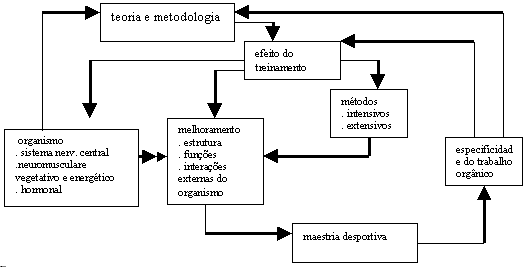 teoria e metodologia
efeito do
treinamento
métodos
. intensivos
. extensivos
organismo
. sistema nerv. central
.neuromusculare
vegetativo e energético
. hormonal
melhoramento
. estrutura
. funções
. interações
externas do
organismo
especificidad
e do trabalho
orgânico
maestria desportiva